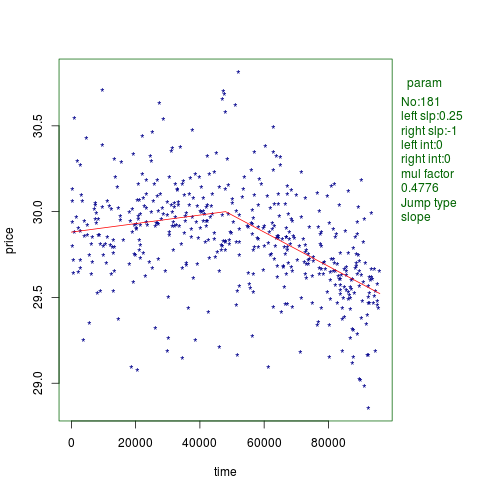 param
No:181
left slp:0.25
right slp:-1
left int:0
right int:0
mul factor
0.4776
Jump type
slope
price
30.5
30.0
29.5
29.0
0 20000 40000 60000 80000
time